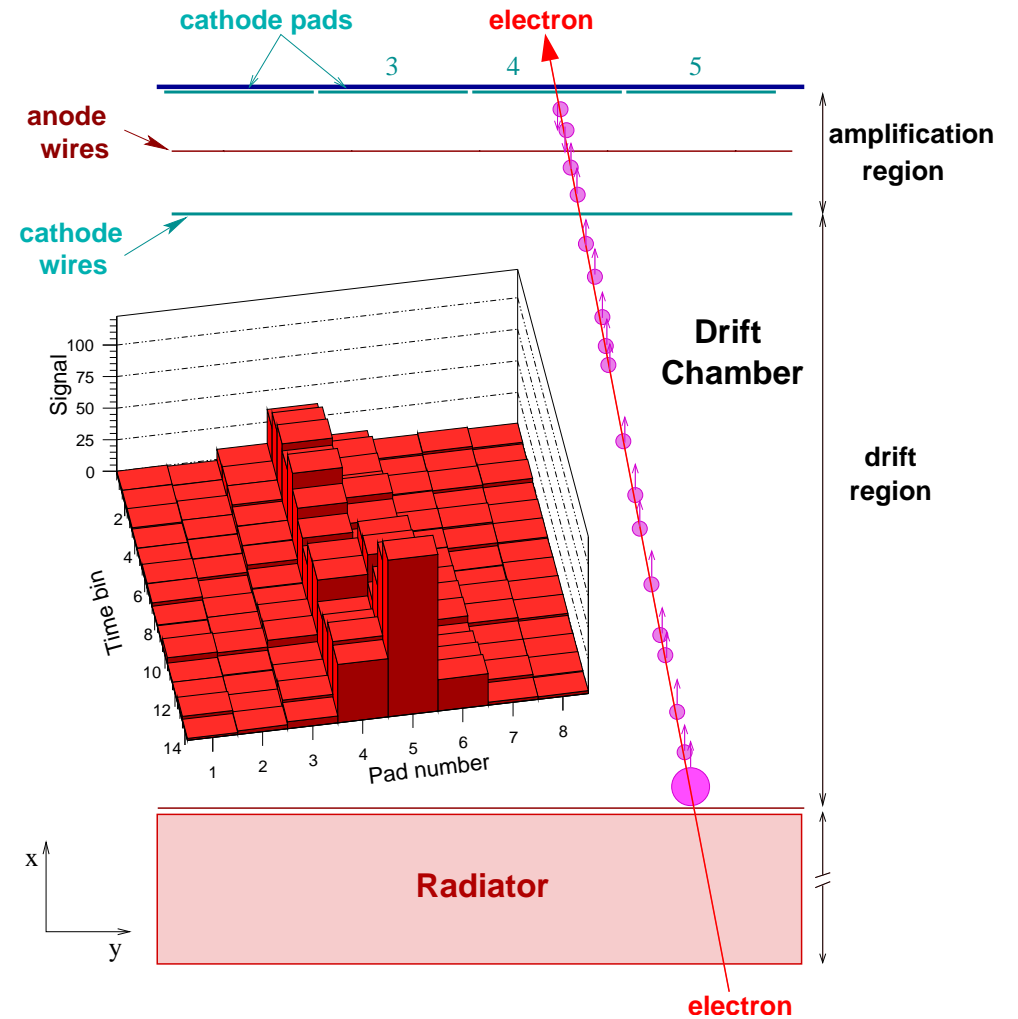 cathode pads
electron
3 4 5
anode
wires
amplification
region
cathode
wires
Drift
Chamber
Signal
100
75
50
25
0
drift
region
Time bin
2
4
6
8
10
12
14
1 2 3 4 5 6 7 8
Pad number
Radiator
x
y
electron